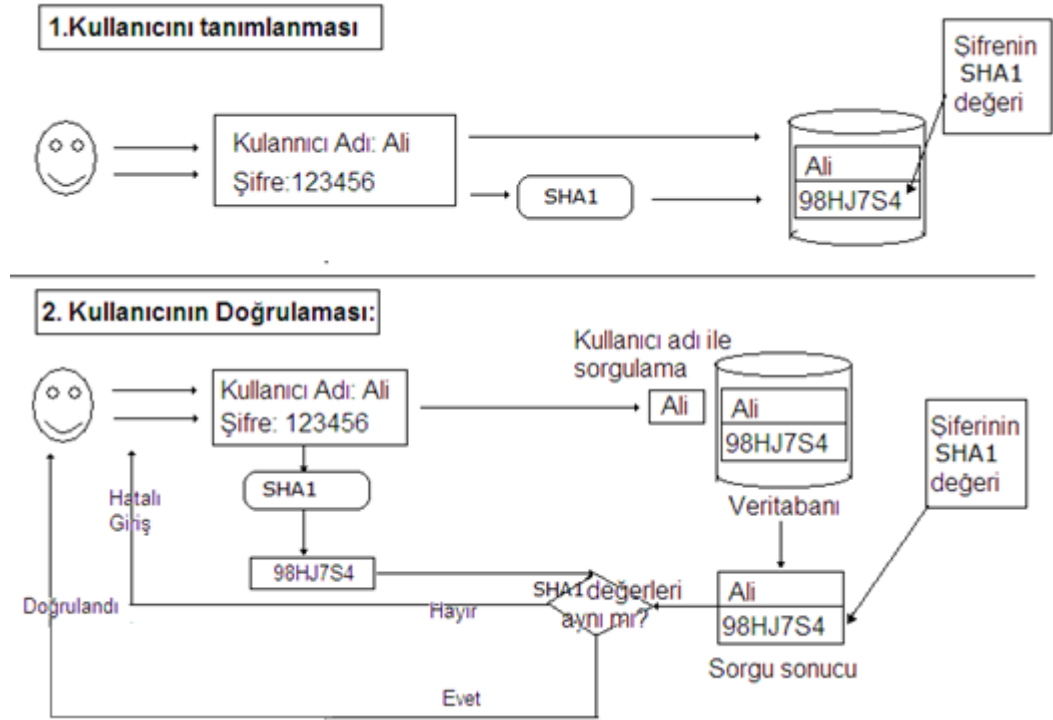 1.Kullanıcını tanımlanması
Şifrenin
SHA1
değeri
Kulannıcı Adı: Ali
Şifre:123456
SHA1
Ali
98HJ7S4
2. Kullanıcının Doğrulaması:
Kullanıcı adı ile
sorgulama
Kullanıcı Adı: Ali
Şifre: 123456
Ali
Ali
98HJ7S4
Şiferinin
SHA1
değeri
SHA1
Hatalı
Giriş
Veritabanı
98HJ7S4
SHA1 değerleri
aynı mı?
Ali
98HJ7S4
Doğrulandı
Hayır
Sorgu sonucu
Evet